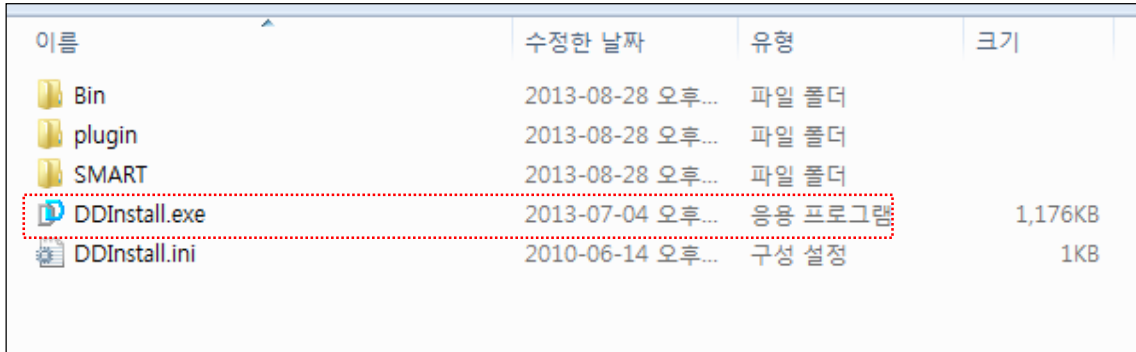 이름 수정한 날짜 유형 크기
Bin 2013-08-28 오후... 파일 폴더
plugin 2013-08-28 오후... 파일 폴더
SMART 2013-08-28 오후... 파일 폴더
DDInstall.exe 2013-07-04 오후... 응용 프로그램 1,176KB
DDInstall.ini 2010-06-14 오후... 구성 설정 1KB